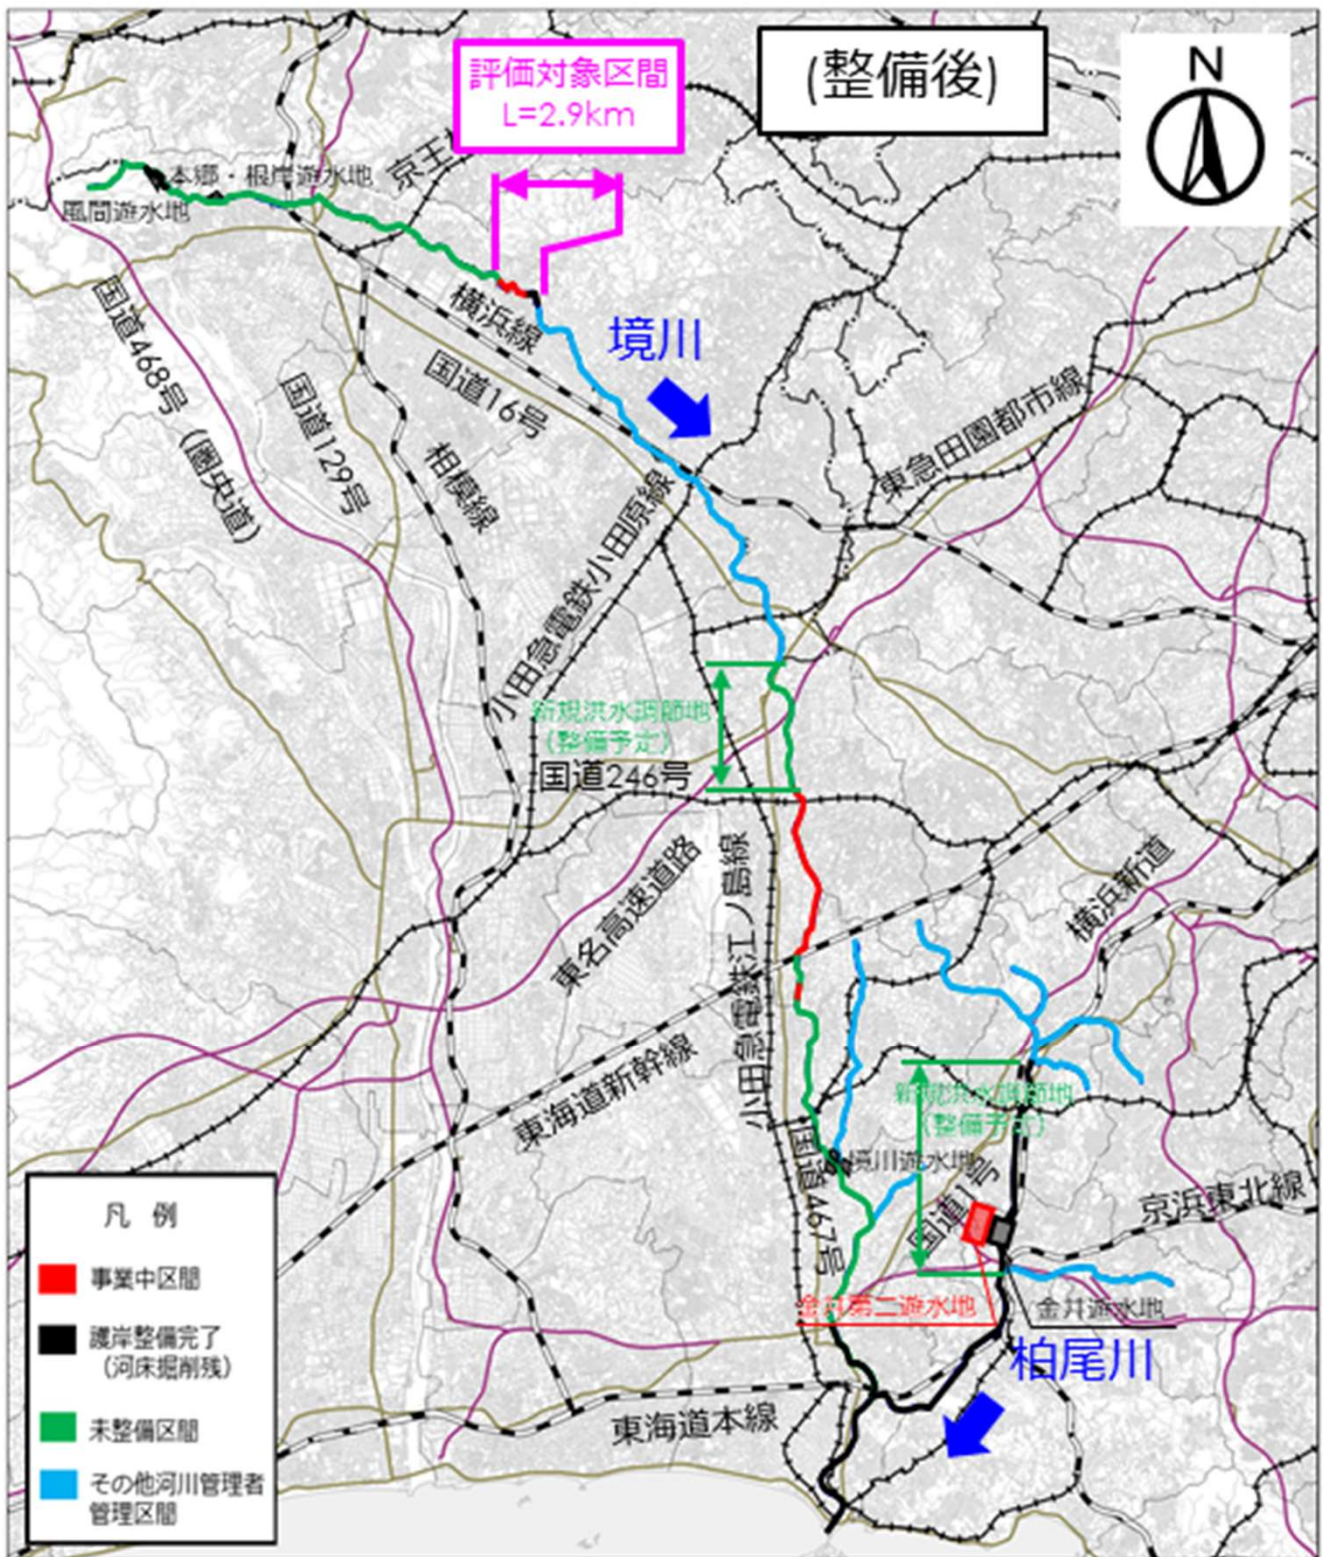 評価対象区間
L=2.9km
(整備後)
N
京王
本郷・根岸遊水地
風間遊水地
国道468号(圏央道)
国道129号
横浜線
国道16号
相模線
境川
小田急電鉄小田原線
東急田園都市線
新規洪水調節地
(整備予定)
国道246号
東名高速道路
小田急電鉄江ノ島線
横浜新道
東海道新幹線
新規洪水調節地
(整備予定)
境川遊水地
国道467号
国道1号
京浜東北線
金井第二遊水地
金井遊水地
柏尾川
東海道本線
凡 例
事業中区間
護岸整備完了
(河床掘削残)
未整備区間
その他河川管理者
管理区間